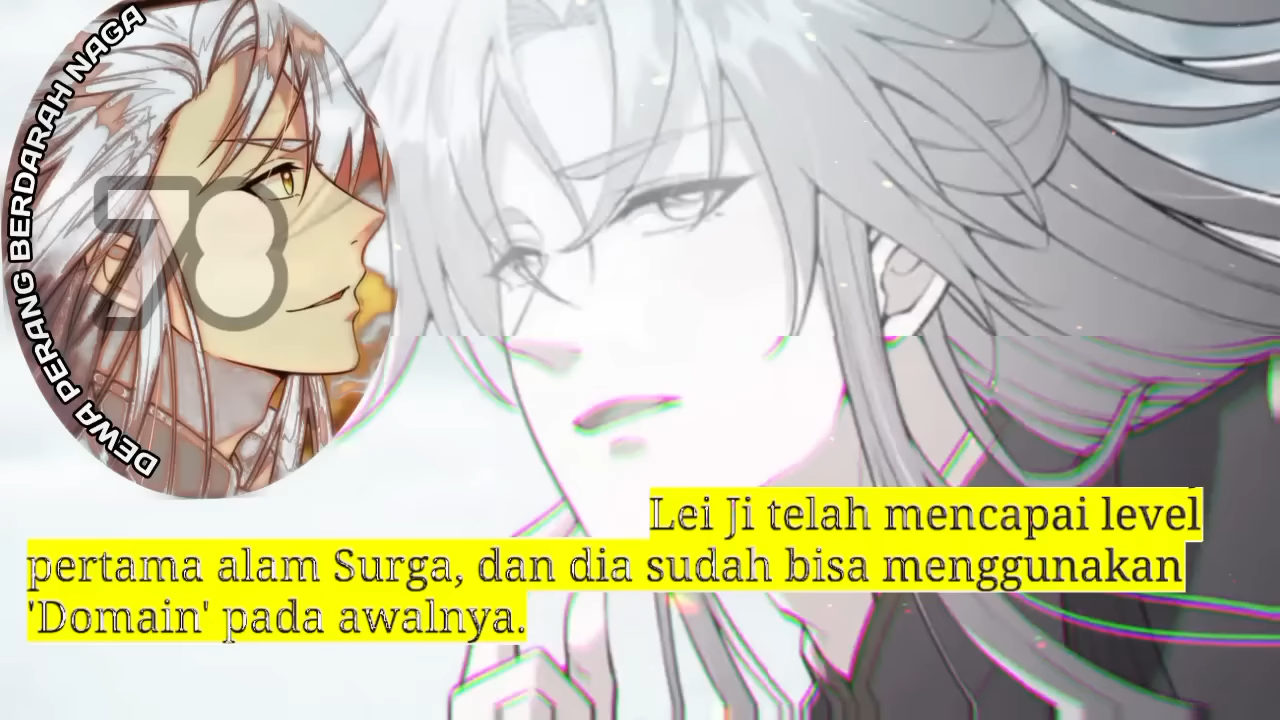 DEWA PERANG BERDARAH NAGA
78
Lei Ji telah mencapai level
pertama alam Surga, dan dia sudah bisa menggunakan
'Domain' pada awalnya.